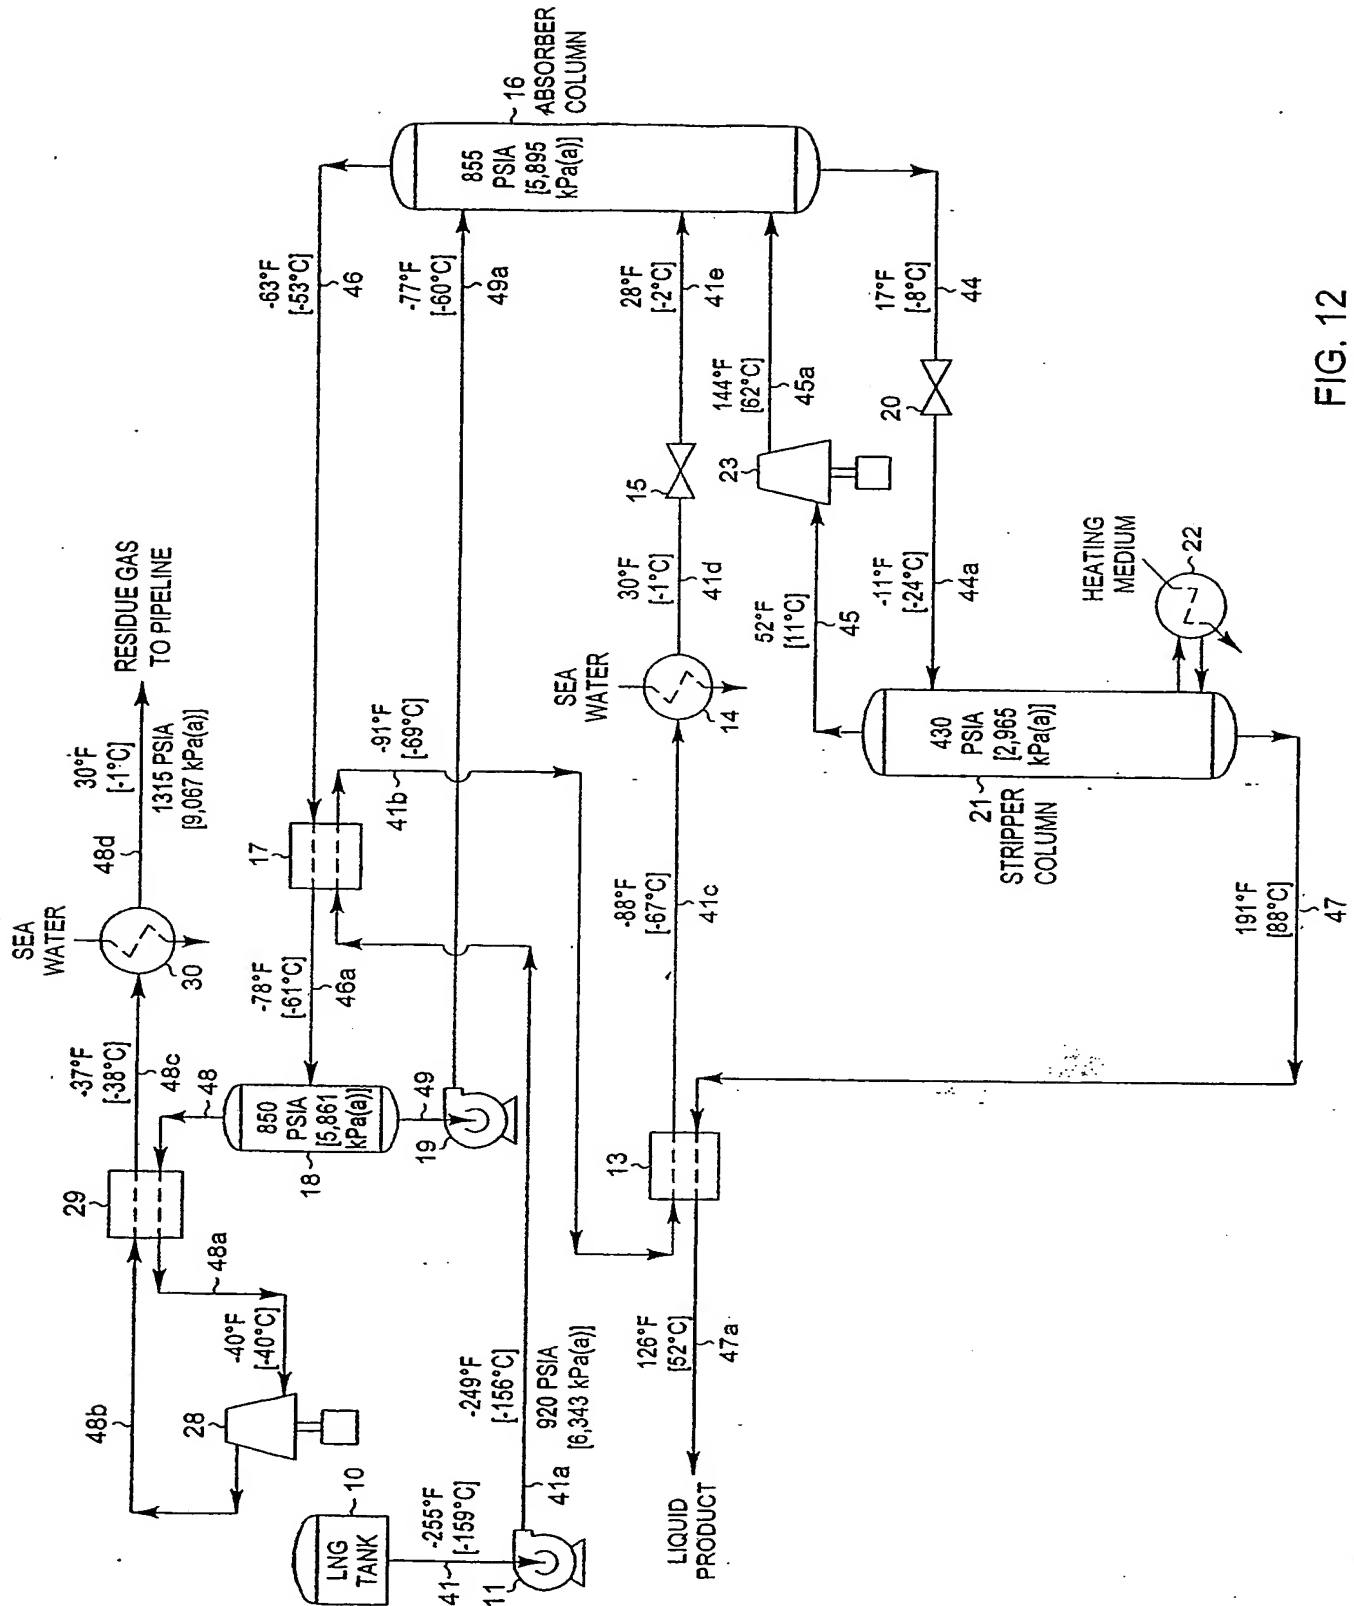 SEA
WATER
30
48d
30°F
[-1°C]
1315 PSIA
[9,067 kPa(a)]
RESIDUE GAS
TO PIPELINE
-37°F
[-38°C]
48c
29
48
48a
-40°F
[-40°C]
48b
28
850
PSIA
[5,861
kPa(a)]
18
49
19
-78°F
[-61°C]
46a
17
-63°F
[-53°C]
46
-91°F
[-69°C]
41b
-77°F
[-60°C]
49a
16
ABSORBER
COLUMN
855
PSIA
[5,895
kPa(a)]
LNG
TANK
10
-255°F
[-159°C]
41
11
41a
-249°F
[-156°C]
920 PSIA
[6,343 kPa(a)]
13
-88°F
[-67°C]
41c
SEA
WATER
14
30°F
[-1°C]
41d
15
28°F
[-2°C]
41e
144°F
[62°C]
45a
23
52°F
[11°C]
45
17°F
[-8°C]
44
20
-11°F
[-24°C]
44a
430
PSIA
[2,965
kPa(a)]
21
STRIPPER
COLUMN
HEATING
MEDIUM
22
191°F
[88°C]
47
126°F
[52°C]
47a
LIQUID
PRODUCT
FIG. 12